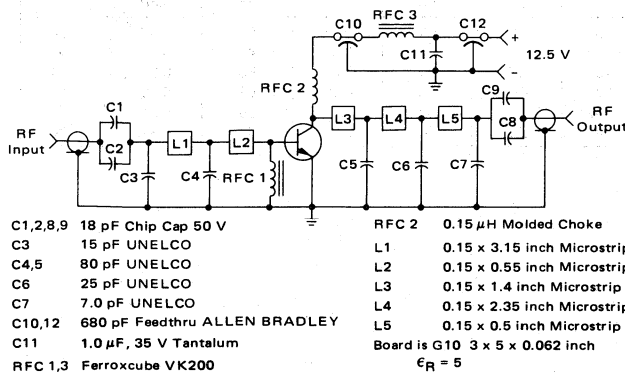 C10 RFC 3 C12
+
C11 12.5 V
−
RFC 2
C9
C1
RF Input
L1 L2 L3 L4 L5
RF Output
C2 C8
C3 C4 RFC 1 C5 C6 C7
C1,2,8,9 18 pF Chip Cap 50 V
C3 15 pF UNELCO
C4,5 80 pF UNELCO
C6 25 pF UNELCO
C7 7.0 pF UNELCO
C10,12 680 pF Feedthru ALLEN BRADLEY
C11 1.0 μF, 35 V Tantalum
RFC 1,3 Ferroxcube VK200
RFC 2 0.15 μH Molded Choke
L1 0.15 x 3.15 inch Microstrip
L2 0.15 x 0.55 inch Microstrip
L3 0.15 x 1.4 inch Microstrip
L4 0.15 x 2.35 inch Microstrip
L5 0.15 x 0.5 inch Microstrip
Board is G10 3 x 5 x 0.062 inch
ϵR = 5